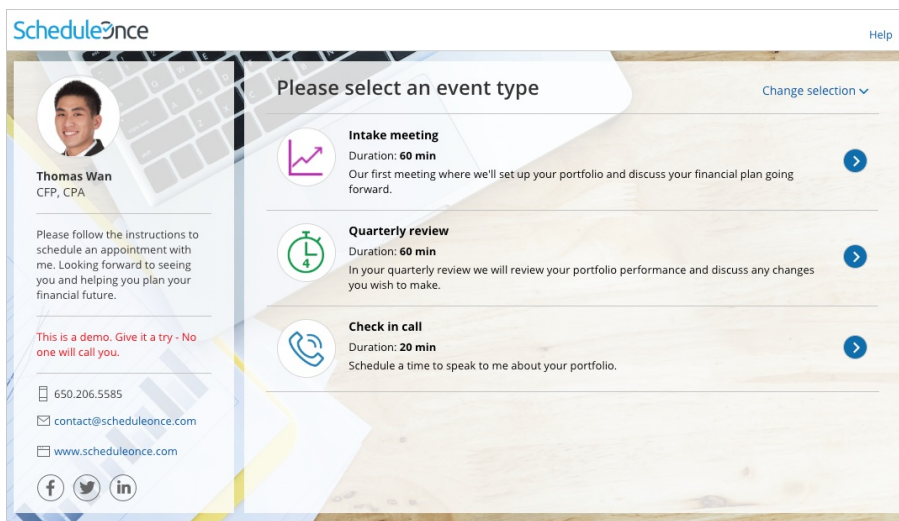 ScheduleOnce
Help
Thomas Wan
CFP, CPA
Please follow the instructions to
schedule an appointment with
me. Looking forward to seeing
you and helping you plan your
financial future.
This is a demo. Give it a try - No
one will call you.
650.206.5585
contact@scheduleonce.com
www.scheduleonce.com
f in
Please select an event type
Change selection
Intake meeting
Duration: 60 min
Our first meeting where we'll set up your portfolio and discuss your financial plan going
forward.
4
Quarterly review
Duration: 60 min
In your quarterly review we will review your portfolio performance and discuss any changes
you wish to make.
Check in call
Duration: 20 min
Schedule a time to speak to me about your portfolio.